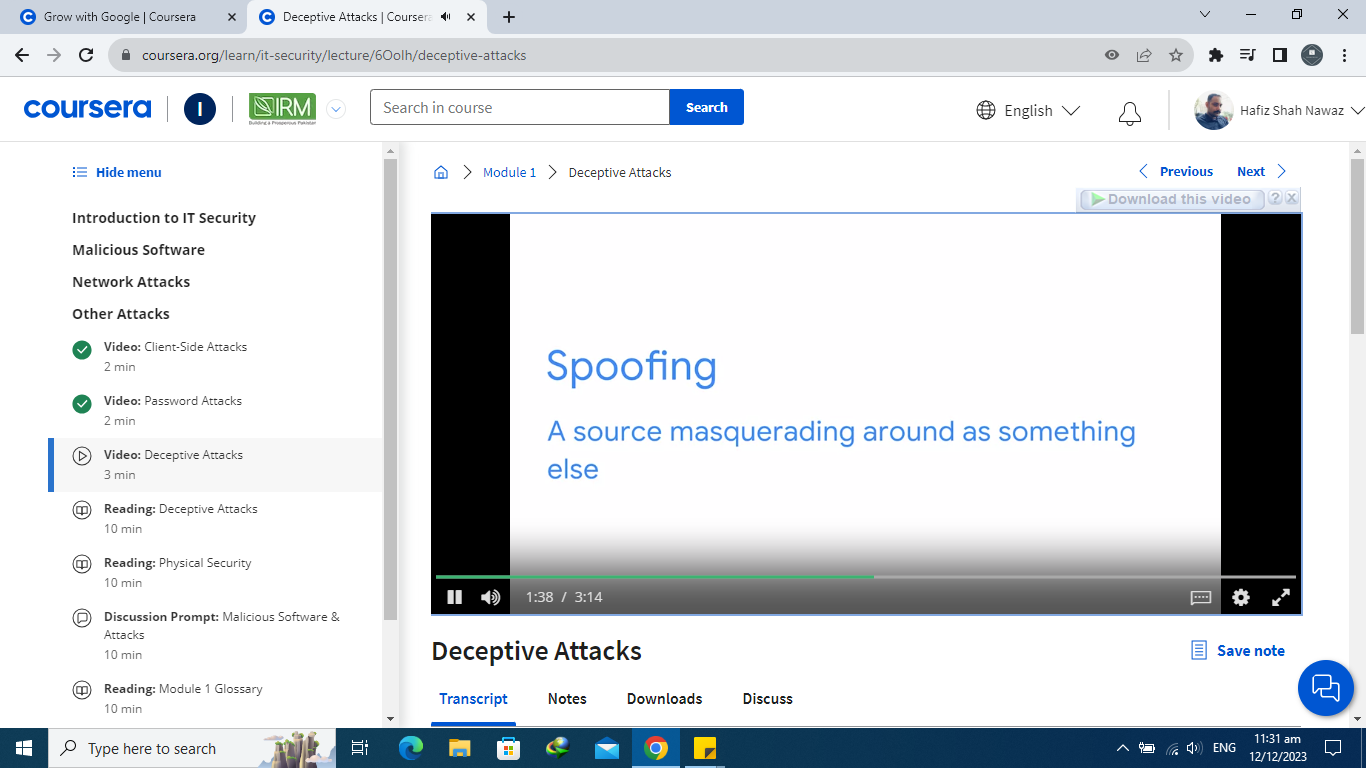 Grow with Google | Coursera
Deceptive Attacks | Coursera
coursera.org/learn/it-security/lecture/6Oolh/deceptive-attacks
coursera
I
IRM
Search in course
Search
English
Hafiz Shah Nawaz
Hide menu
Introduction to IT Security
Malicious Software
Network Attacks
Other Attacks
Video: Client-Side Attacks
2 min
Video: Password Attacks
2 min
Video: Deceptive Attacks
3 min
Reading: Deceptive Attacks
10 min
Reading: Physical Security
10 min
Discussion Prompt: Malicious Software &
Attacks
10 min
Reading: Module 1 Glossary
10 min
Module 1
Deceptive Attacks
Previous
Next
Download this video
? X
Spoofing
A source masquerading around as something
else
1:38 / 3:14
Deceptive Attacks
Save note
Transcript
Notes
Downloads
Discuss
Type here to search
ENG
11:31 am
12/12/2023